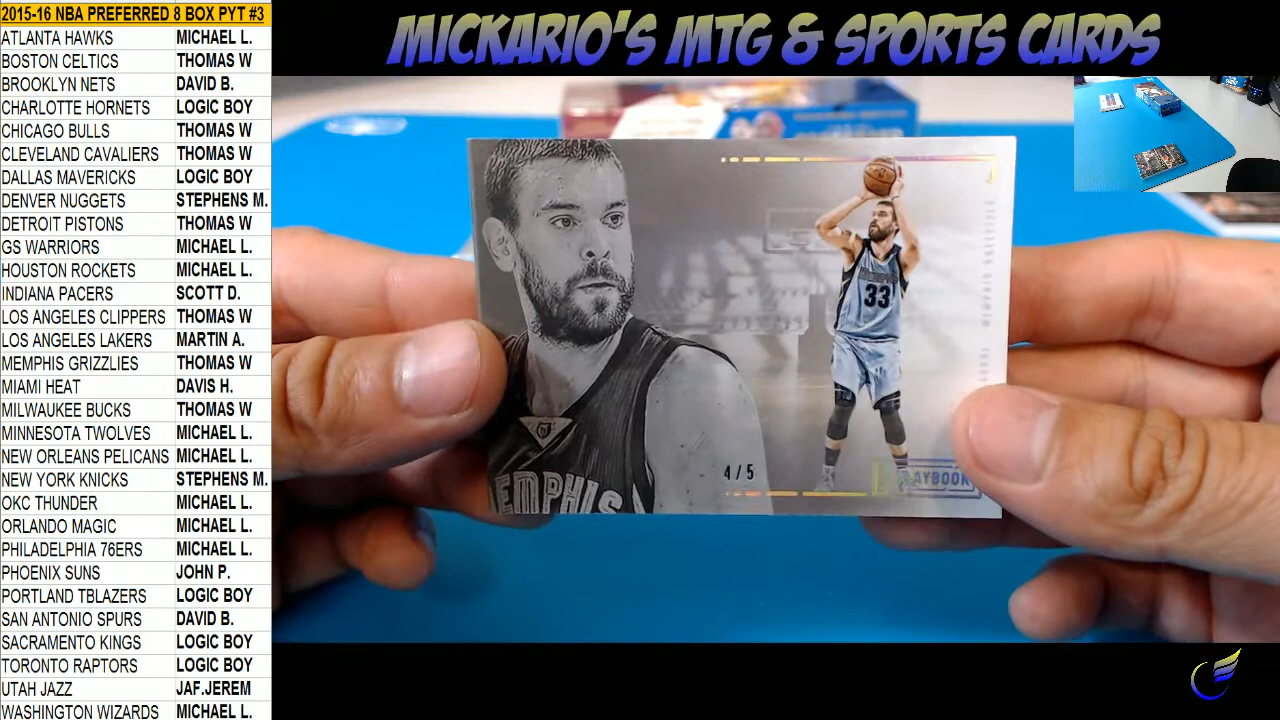 2015-16 NBA PREFERRED 8 BOX PYT #3
ATLANTA HAWKS MICHAEL L.
BOSTON CELTICS THOMAS W
BROOKLYN NETS DAVID B.
CHARLOTTE HORNETS LOGIC BOY
CHICAGO BULLS THOMAS W
CLEVELAND CAVALIERS THOMAS W
DALLAS MAVERICKS LOGIC BOY
DENVER NUGGETS STEPHENS M.
DETROIT PISTONS THOMAS W
GS WARRIORS MICHAEL L.
HOUSTON ROCKETS MICHAEL L.
INDIANA PACERS SCOTT D.
LOS ANGELES CLIPPERS THOMAS W
LOS ANGELES LAKERS MARTIN A.
MEMPHIS GRIZZLIES THOMAS W
MIAMI HEAT DAVIS H.
MILWAUKEE BUCKS THOMAS W
MINNESOTA TWOLVES MICHAEL L.
NEW ORLEANS PELICANS MICHAEL L.
NEW YORK KNICKS STEPHENS M.
OKC THUNDER MICHAEL L.
ORLANDO MAGIC MICHAEL L.
PHILADELPHIA 76ERS MICHAEL L.
PHOENIX SUNS JOHN P.
PORTLAND TBLAZERS LOGIC BOY
SAN ANTONIO SPURS DAVID B.
SACRAMENTO KINGS LOGIC BOY
TORONTO RAPTORS LOGIC BOY
UTAH JAZZ JAF.JEREM
WASHINGTON WIZARDS MICHAEL L.
MICKARIO'S MTG & SPORTS CARDS
33
4/5
EMPHIS
AYBOOK